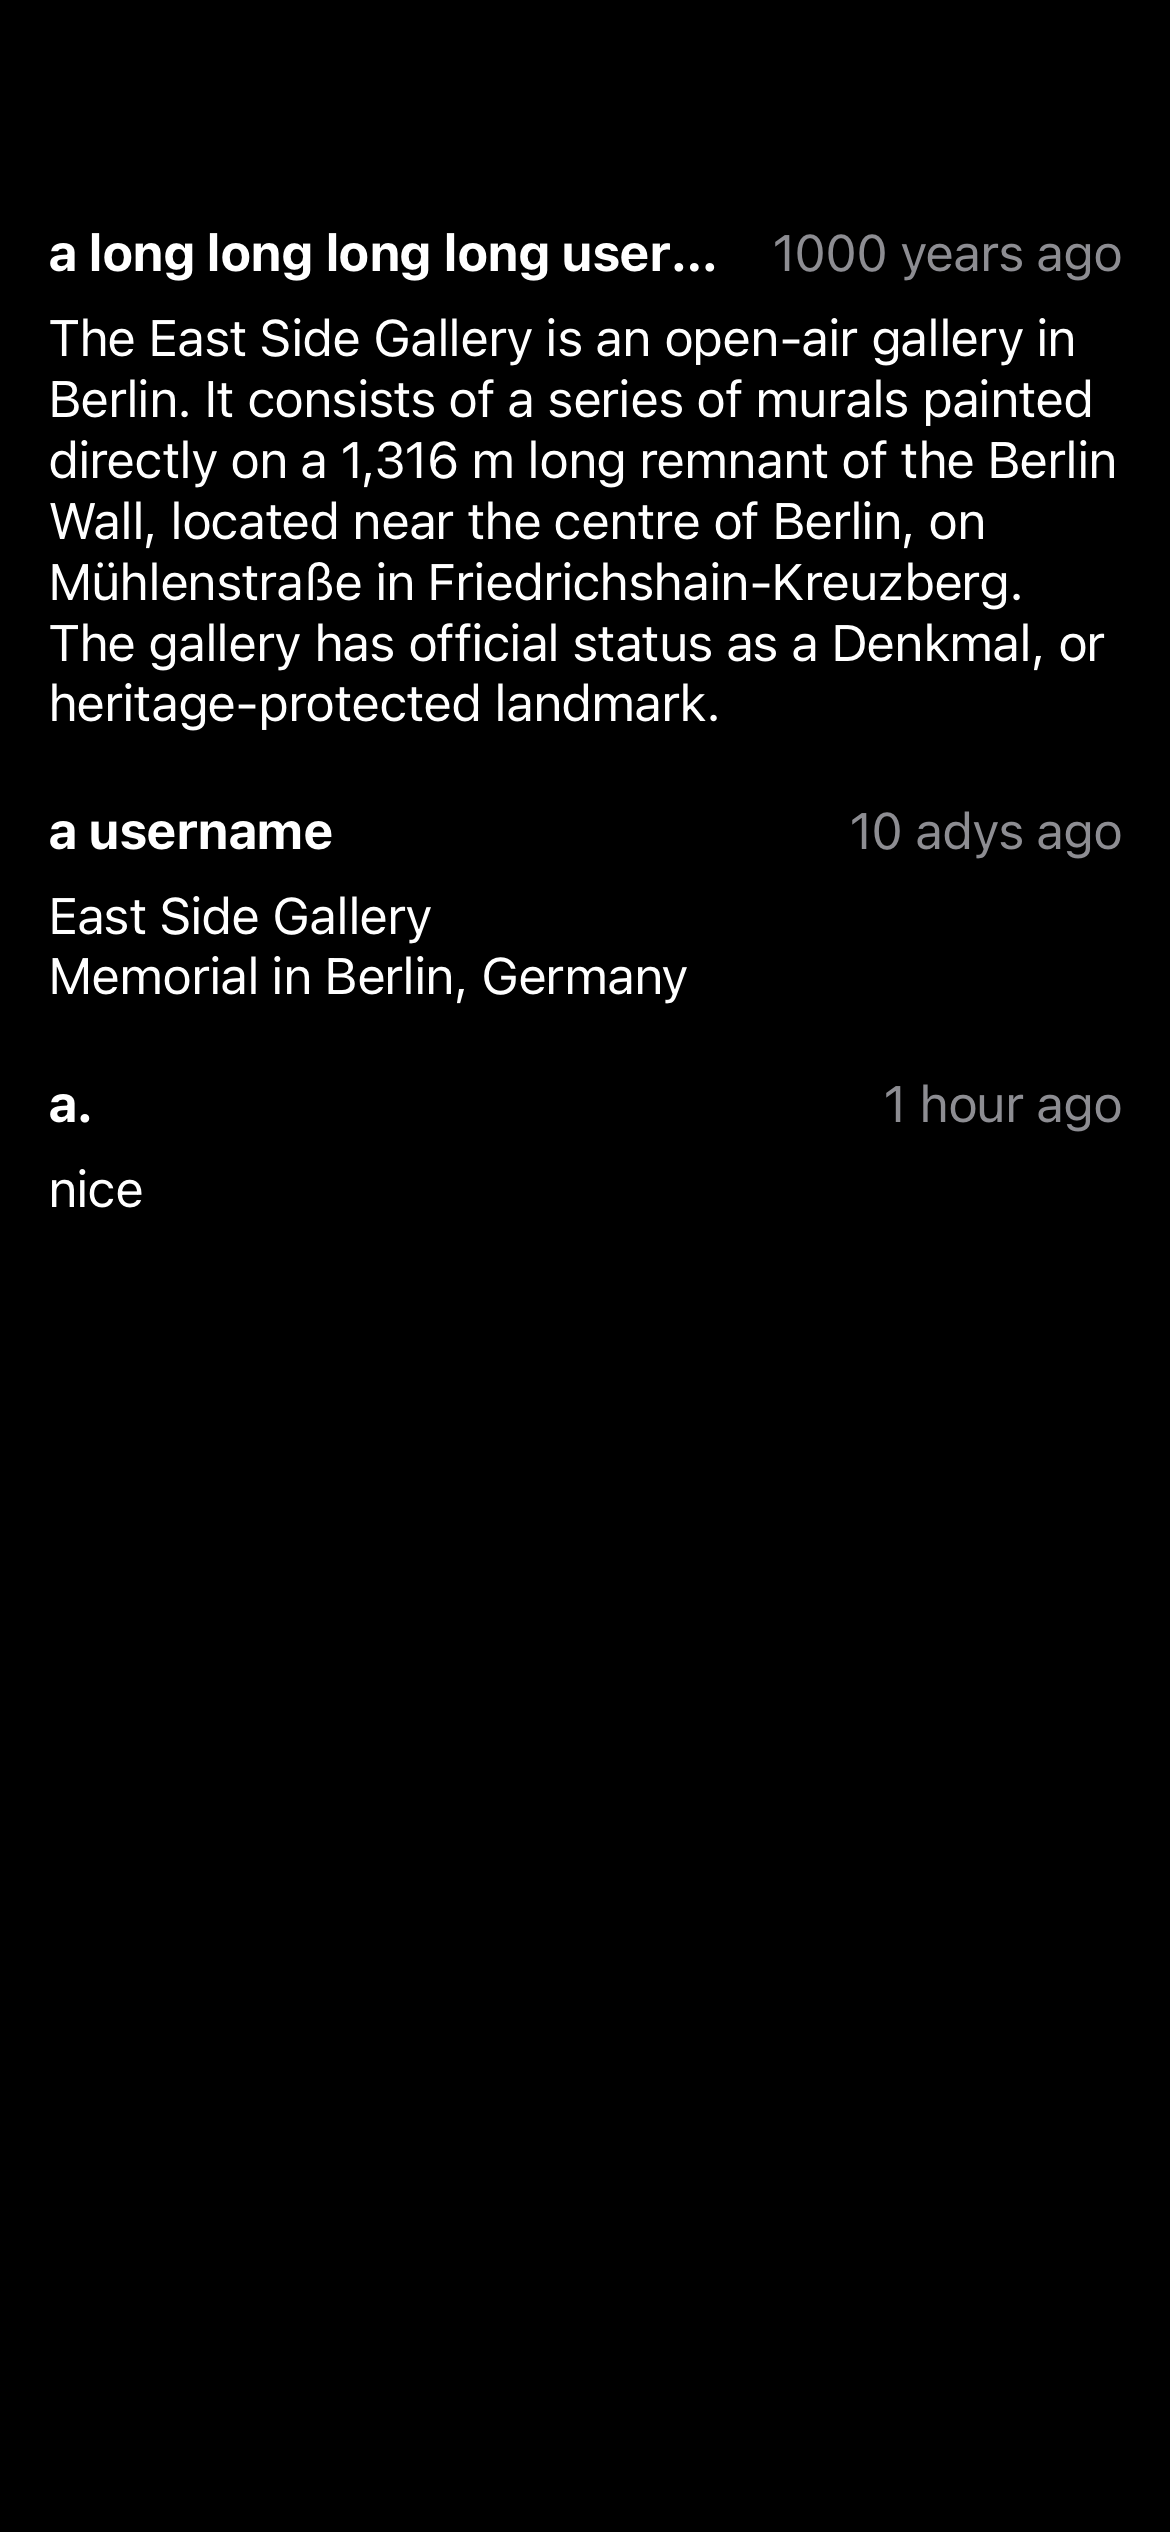 a long long long long user...
1000 years ago
The East Side Gallery is an open-air gallery in
Berlin. It consists of a series of murals painted
directly on a 1,316 m long remnant of the Berlin
Wall, located near the centre of Berlin, on
Mühlenstraße in Friedrichshain-Kreuzberg.
The gallery has official status as a Denkmal, or
heritage-protected landmark.
a username
10 adys ago
East Side Gallery
Memorial in Berlin, Germany
a.
1 hour ago
nice